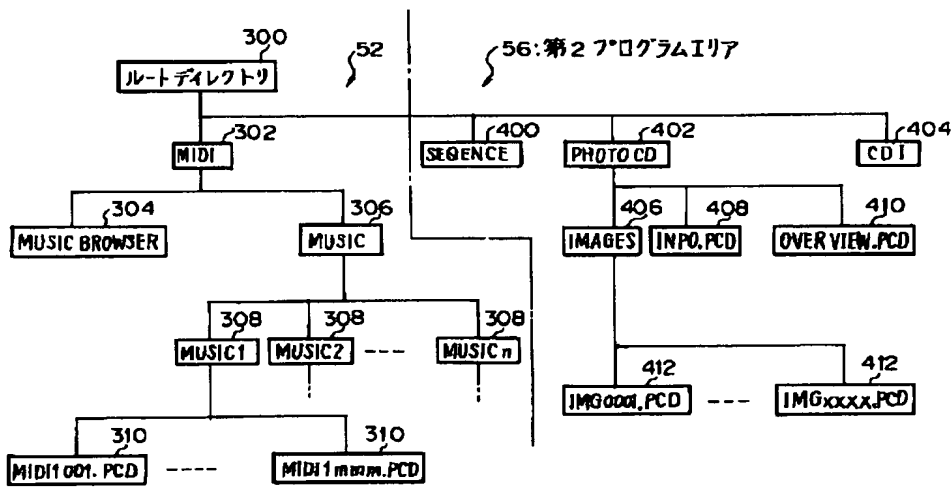 300
ルートディレクトリ
52
56:第2 プログラムエリア
302
MIDI
400
SEQENCE
402
PHOTO CD
404
CDI
304
MUSIC BROWSER
306
MUSIC
406
IMAGES
408
INPO.PCD
410
OVER VIEW.PCD
308
MUSIC1
308
MUSIC2
----
308
MUSICn
412
IMG0001.PCD
----
412
IMGxxxx.PCD
310
MIDI1001.PCD
----
310
MIDI1mmm.PCD